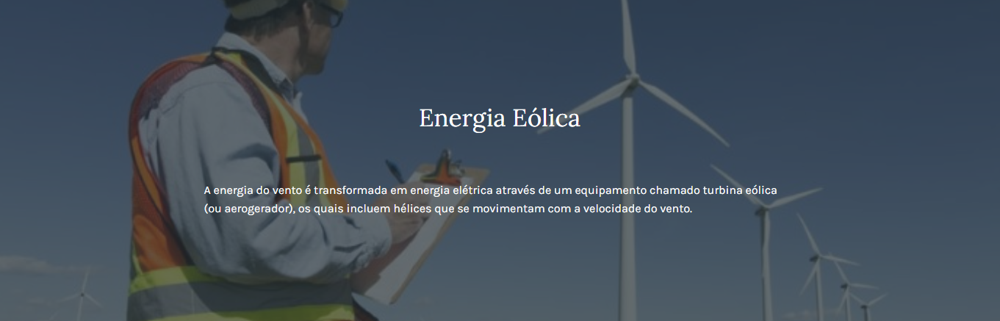 Energia Eólica
A energia do vento é transformada em energia elétrica através de um equipamento chamado turbina eólica
(ou aerogerador), os quais incluem hélices que se movimentam com a velocidade do vento.